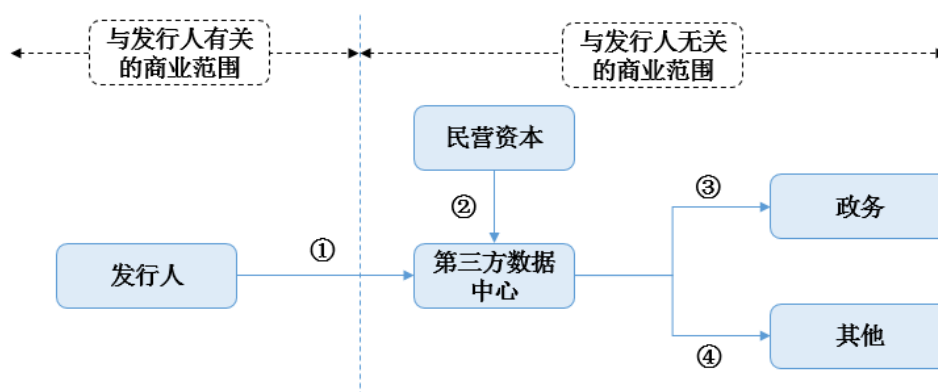 与发行人有关
的商业范围
与发行人无关
的商业范围
民营资本
②
③
政务
①
发行人
第三方数据
中心
④
其他